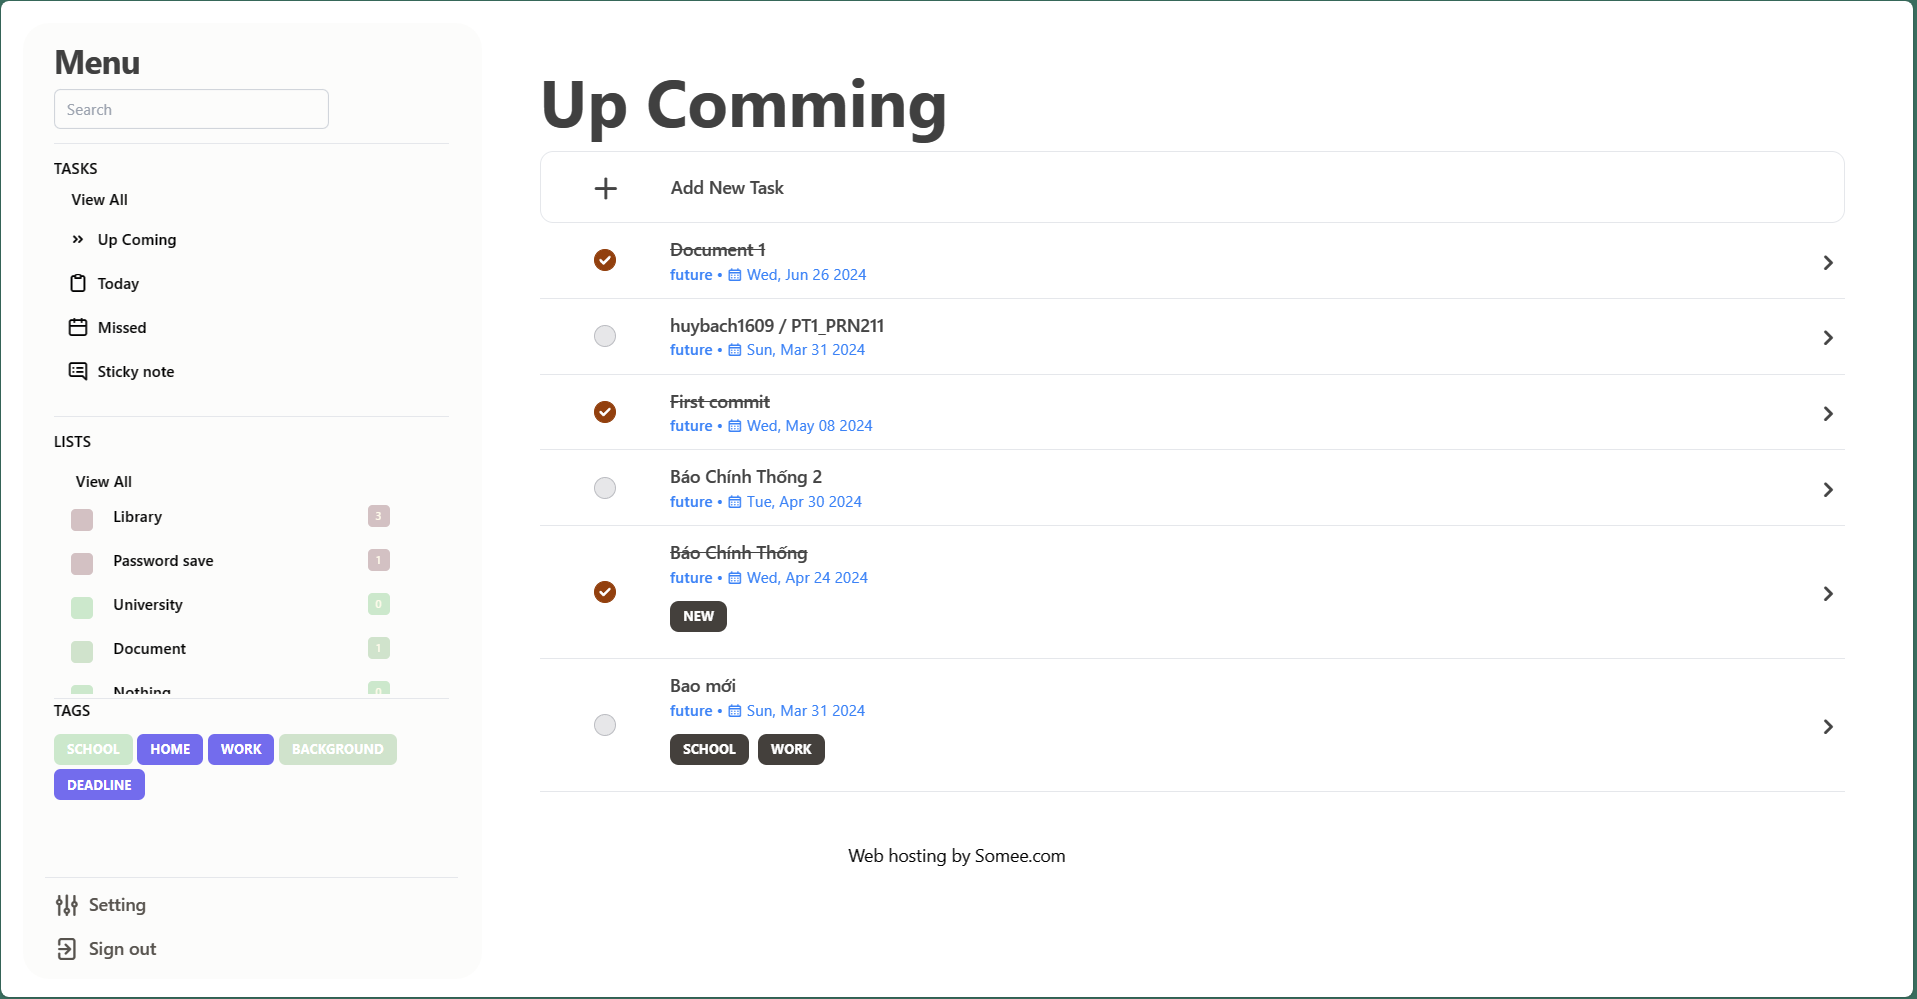 Menu
Search
TASKS
View All
Up Coming
Today
Missed
Sticky note
LISTS
View All
Library 3
Password save 1
University 0
Document 1
Nothing 0
TAGS
SCHOOL HOME WORK BACKGROUND
DEADLINE
Setting
Sign out
Up Comming
Add New Task
Document 1
future • Wed, Jun 26 2024
huybach1609 / PT1_PRN211
future • Sun, Mar 31 2024
First commit
future • Wed, May 08 2024
Báo Chính Thống 2
future • Tue, Apr 30 2024
Báo Chính Thống
future • Wed, Apr 24 2024
NEW
Bao mới
future • Sun, Mar 31 2024
SCHOOL WORK
Web hosting by Somee.com